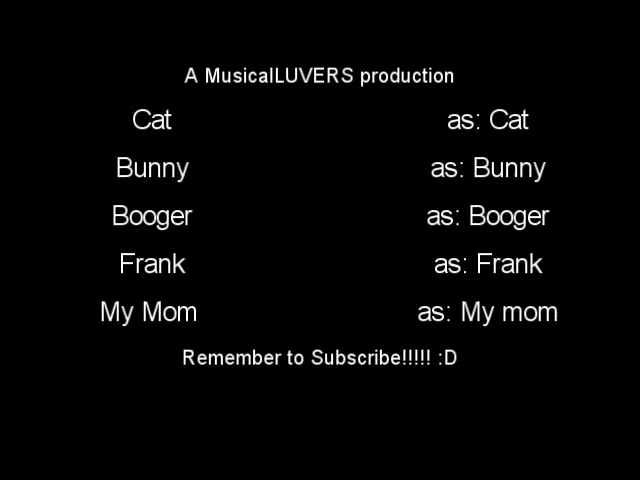 A MusicalLUVERS production
Cat as: Cat
Bunny as: Bunny
Booger as: Booger
Frank as: Frank
My Mom as: My mom
Remember to Subscribe!!!!! :D